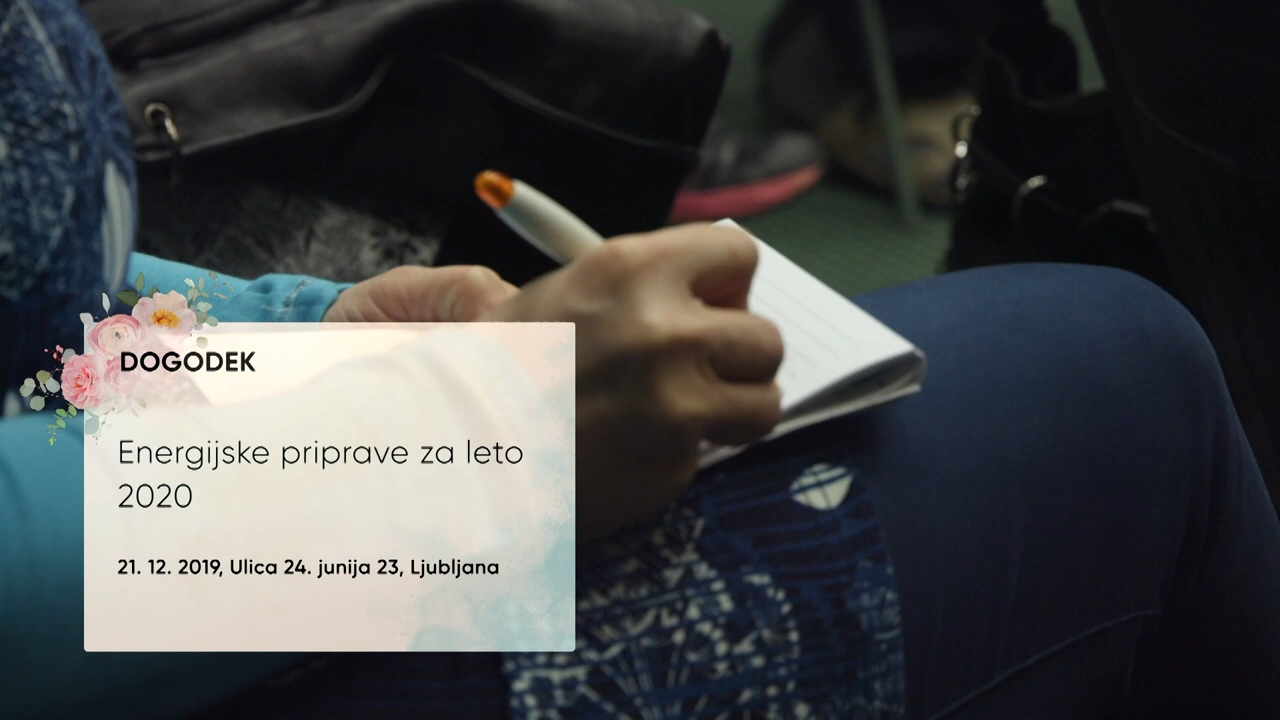 DOGODEK
Energijske priprave za leto
2020
21. 12. 2019, Ulica 24. junija 23, Ljubljana